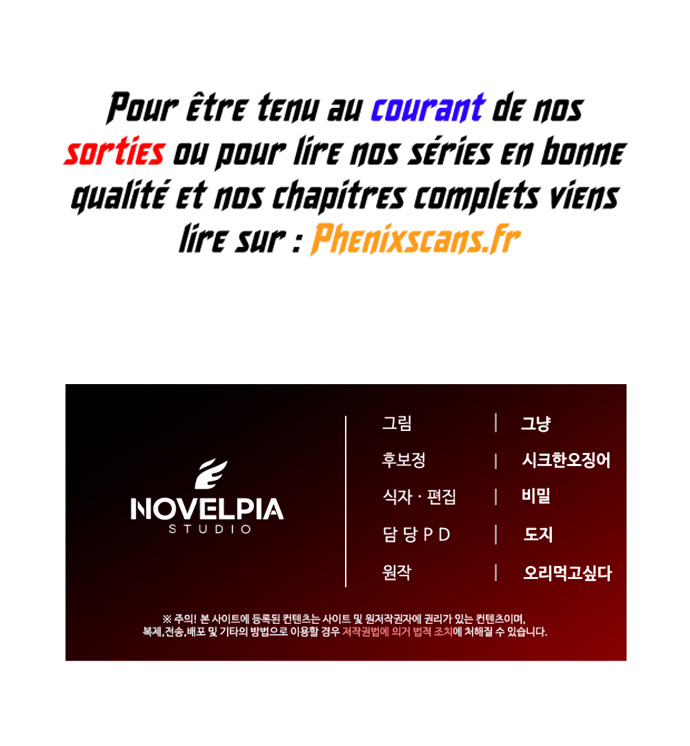 Pour être tenu au courant de nos
sorties ou pour lire nos séries en bonne
qualité et nos chapitres complets viens
lire sur : Phenixscans.fr
NOVELPIA
STUDIO
그림 | 그냥
후보정 | 시크한오징어
식자 · 편집 | 비밀
담 당 P D | 도지
원작 | 오리먹고싶다
※ 주의! 본 사이트에 등록된 컨텐츠는 사이트 및 원저작권자에 권리가 있는 컨텐츠이며,
복제,전송,배포 및 기타의 방법으로 이용할 경우 저작권법에 의거 법적 조치에 처해질 수 있습니다.